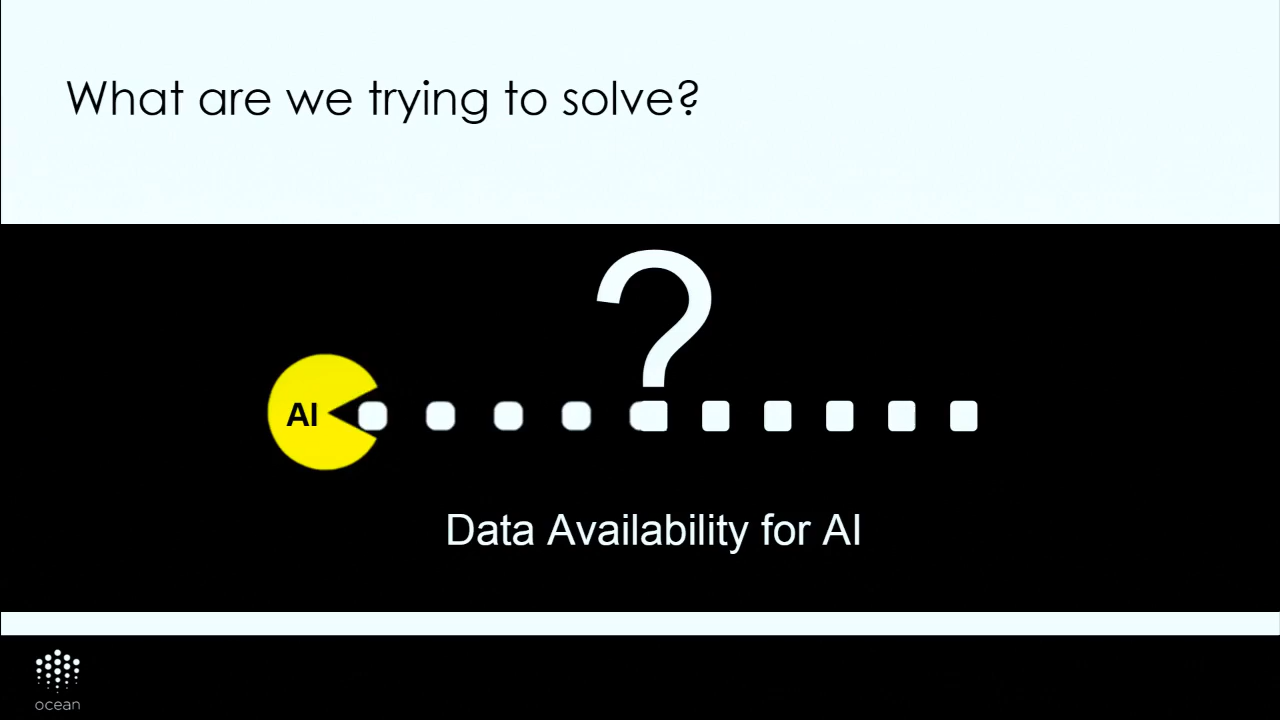 What are we trying to solve?
?
AI
Data Availability for AI
ocean